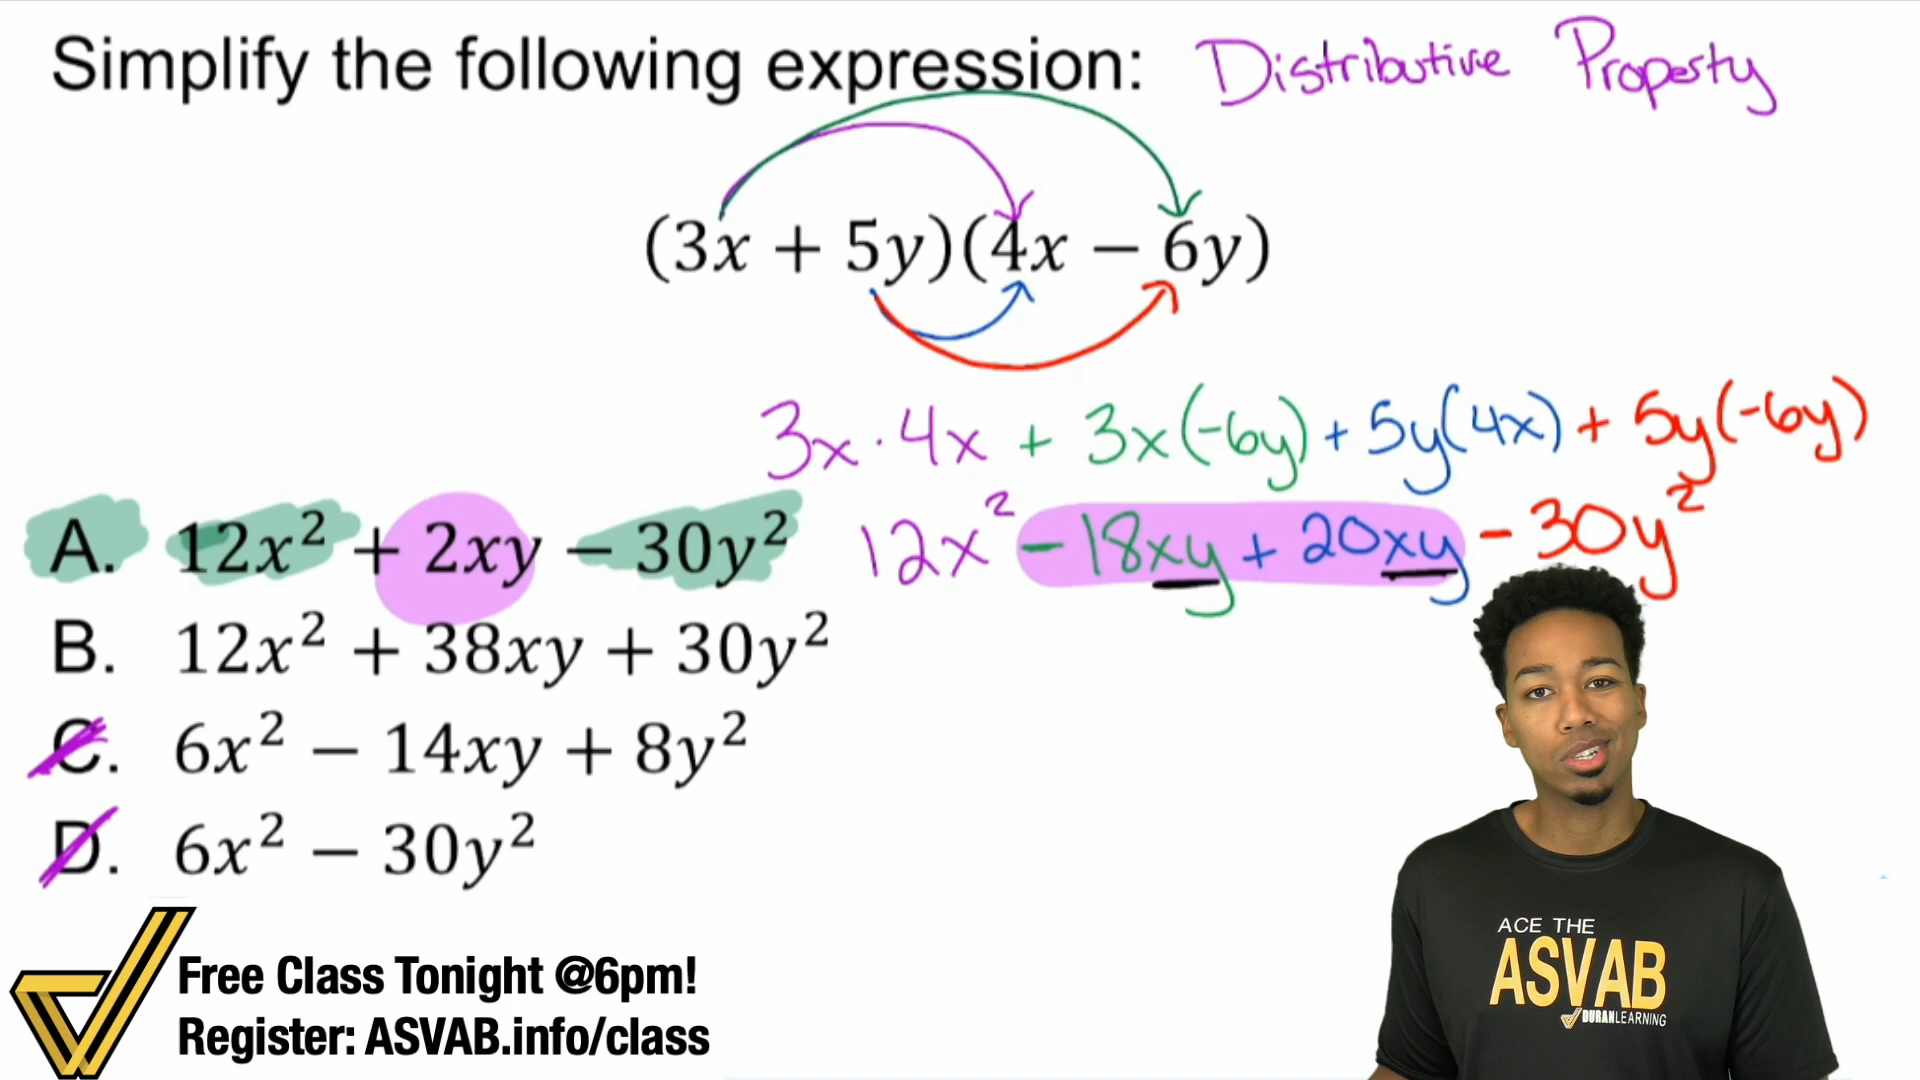 Simplify the following expression: Distributive Property
(3x + 5y)(4x − 6y)
3x · 4x + 3x(-6y) + 5y(4x) + 5y(-6y)
12x² - 18xy + 20xy - 30y²
A. 12x² + 2xy − 30y²
B. 12x² + 38xy + 30y²
C. 6x² − 14xy + 8y²
D. 6x² − 30y²
Free Class Tonight @6pm!
Register: ASVAB.info/class
ACE THE
ASVAB
DURANLEARNING